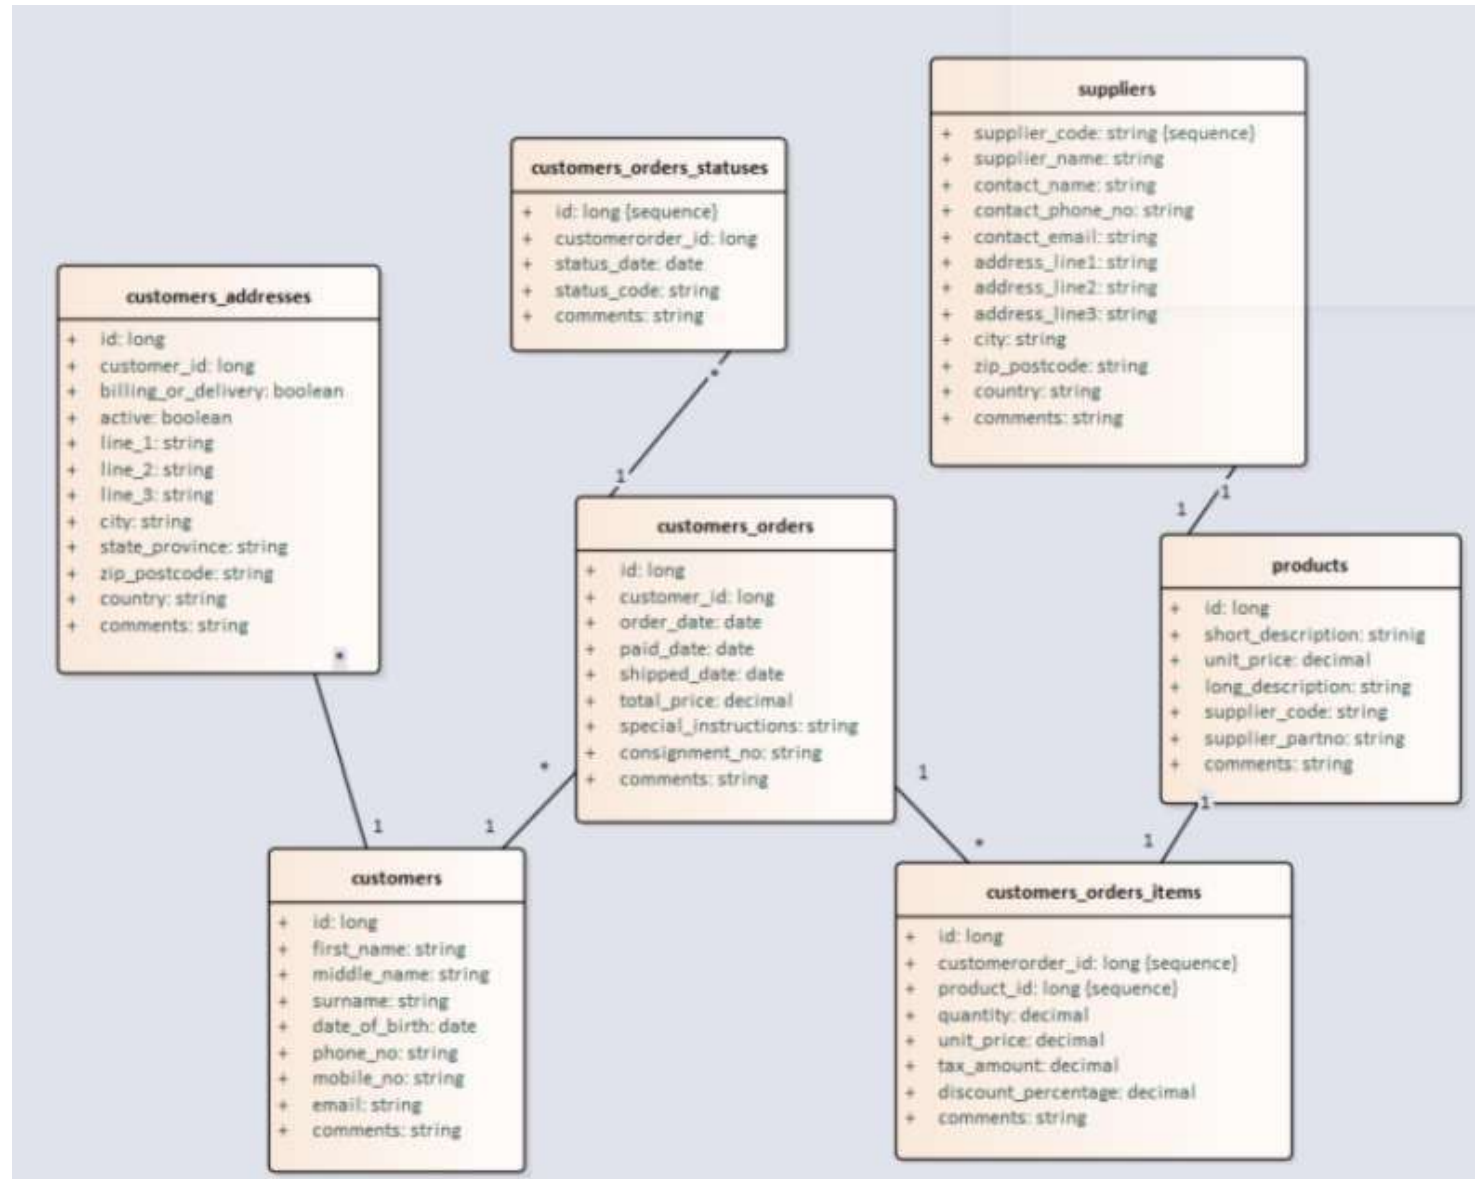 suppliers
+ supplier_code: string {sequence}
+ supplier_name: string
+ contact_name: string
+ contact_phone_no: string
+ contact_email: string
+ address_line1: string
+ address_line2: string
+ address_line3: string
+ city: string
+ zip_postcode: string
+ country: string
+ comments: string
customers_orders_statuses
+ id: long {sequence}
+ customerorder_id: long
+ status_date: date
+ status_code: string
+ comments: string
customers_addresses
+ id: long
+ customer_id: long
+ billing_or_delivery: boolean
+ active: boolean
+ line_1: string
+ line_2: string
+ line_3: string
+ city: string
+ state_province: string
+ zip_postcode: string
+ country: string
+ comments: string
*
*
1
1
1
customers_orders
+ id: long
+ customer_id: long
+ order_date: date
+ paid_date: date
+ shipped_date: date
+ total_price: decimal
+ special_instructions: string
+ consignment_no: string
+ comments: string
products
+ id: long
+ short_description: strinig
+ unit_price: decimal
+ long_description: string
+ supplier_code: string
+ supplier_partno: string
+ comments: string
*
1
1
1
1
*
1
customers
+ id: long
+ first_name: string
+ middle_name: string
+ surname: string
+ date_of_birth: date
+ phone_no: string
+ mobile_no: string
+ email: string
+ comments: string
customers_orders_items
+ id: long
+ customerorder_id: long {sequence}
+ product_id: long {sequence}
+ quantity: decimal
+ unit_price: decimal
+ tax_amount: decimal
+ discount_percentage: decimal
+ comments: string